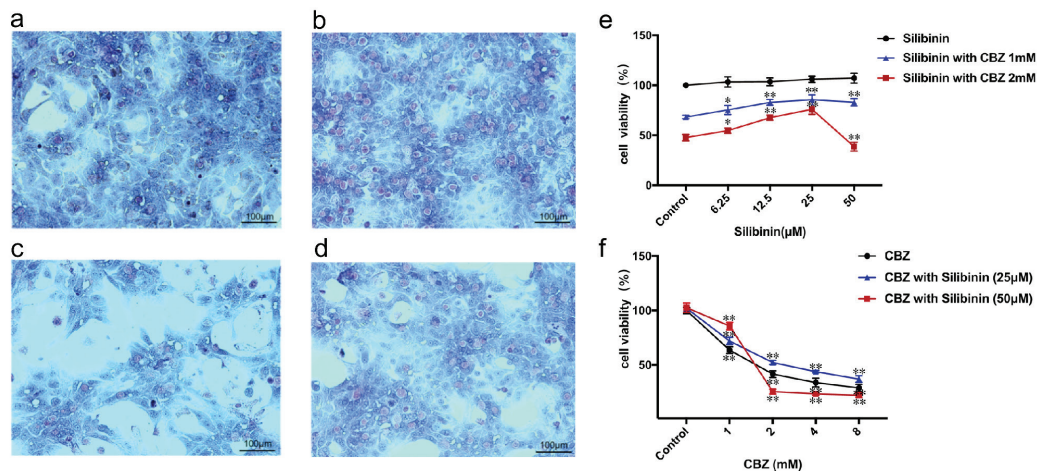 a
b
100μm
100μm
c
d
100μm
100μm
e
Silibinin
Silibinin with CBZ 1mM
Silibinin with CBZ 2mM
cell viability (%)
150
100
50
0
*
**
**
**
*
**
**
**
Control
6.25
12.5
25
50
Silibinin(μM)
f
CBZ
CBZ with Silibinin (25μM)
CBZ with Silibinin (50μM)
cell viability (%)
150
100
50
**
**
**
**
**
**
**
**
**
**
**
**
Control
1
2
4
8
CBZ (mM)